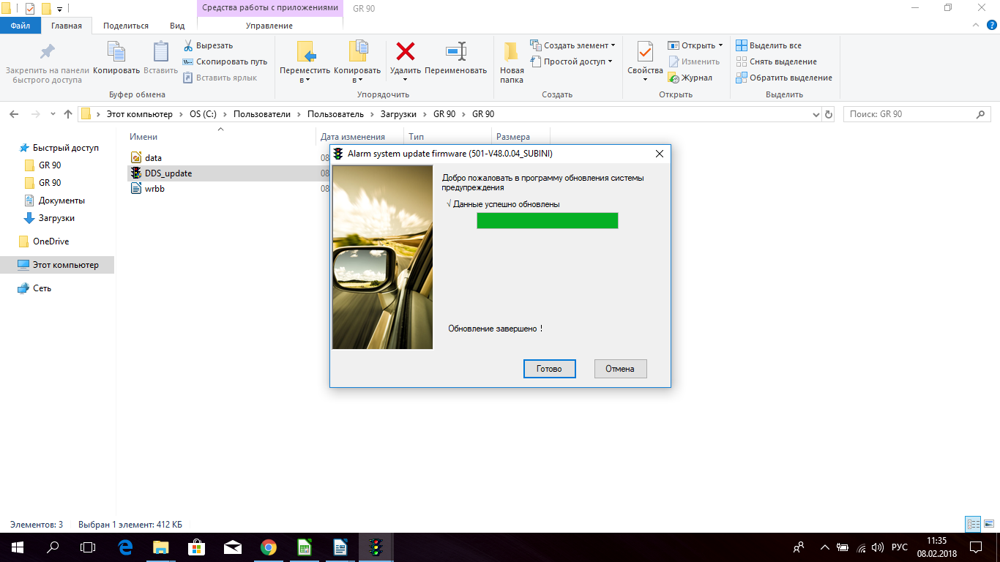 Средства работы с приложениями
GR 90
Файл
Главная
Поделиться
Вид
Управление
Закрепить на панели
быстрого доступа
Копировать
Вставить
Вырезать
Скопировать путь
Вставить ярлык
Буфер обмена
Переместить
в
Копировать
в
Удалить
Переименовать
Упорядочить
Новая
папка
Создать элемент
Простой доступ
Создать
Свойства
Открыть
Изменить
Журнал
Открыть
Выделить все
Снять выделение
Обратить выделение
Выделить
Этот компьютер > OS (C:) > Пользователи > Пользователь > Загрузки > GR 90 > GR 90
Поиск: GR 90
Имени
Дата изменения
Тип
Размера
Быстрый доступ
GR 90
GR 90
Документы
Загрузки
OneDrive
Этот компьютер
Сеть
data
08
DDS_update
08
wrbb
08
Alarm system update firmware (501-V48.0.04_SUBINI)
Добро пожаловать в программу обновления системы
предупреждения
√ Данные успешно обновлены
Обновление завершено !
Готово
Отмена
Элементов: 3
Выбран 1 элемент: 412 КБ
РУС
11:35
08.02.2018